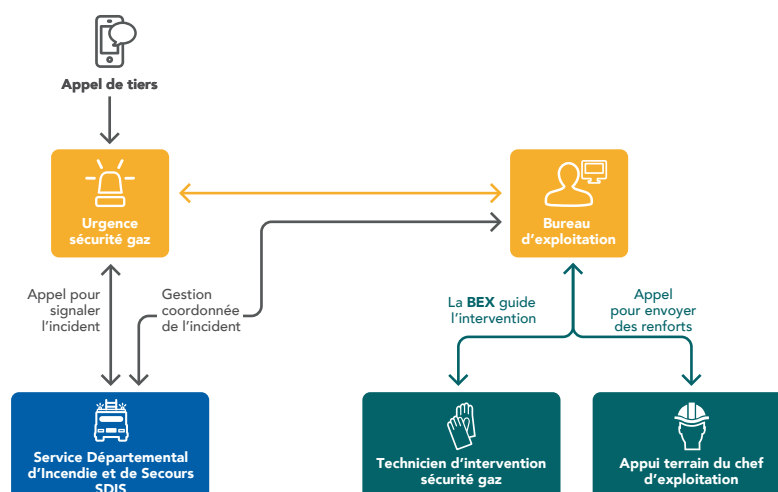 Appel de tiers
Urgence
sécurité gaz
Bureau
d'exploitation
Appel pour
signaler
l'incident
Gestion
coordonnée
de l'incident
La BEX guide
l'intervention
Appel
pour envoyer
des renforts
Service Départemental
d'Incendie et de Secours
SDIS
Technicien d'intervention
sécurité gaz
Appui terrain du chef
d'exploitation